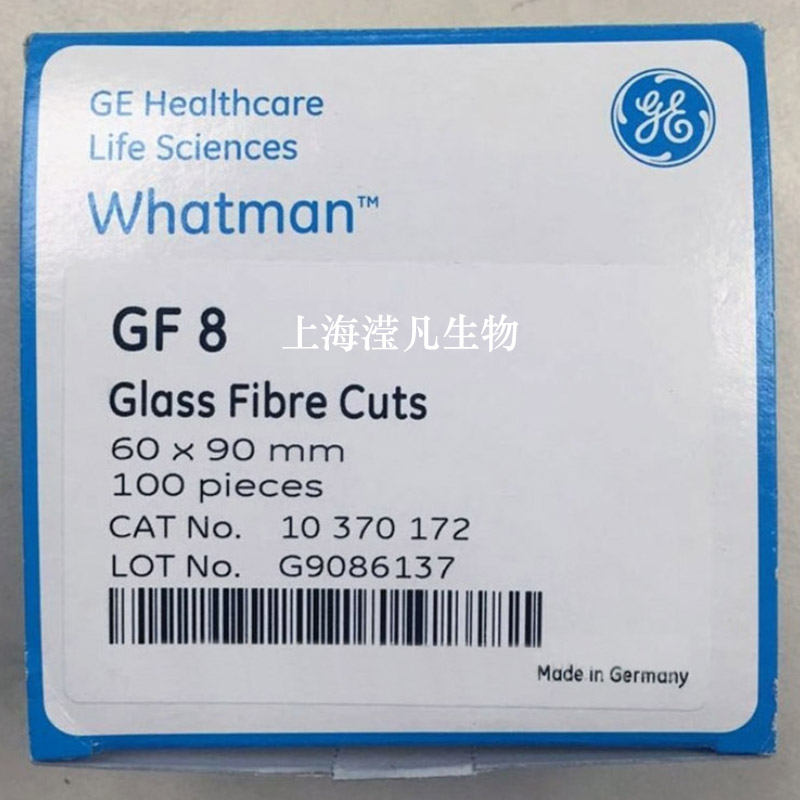 GE Healthcare
Life Sciences
Whatman™
GE
GF 8
上海滢凡生物
Glass Fibre Cuts
60 x 90 mm
100 pieces
CAT No. 10 370 172
LOT No. G9086137
Made in Germany